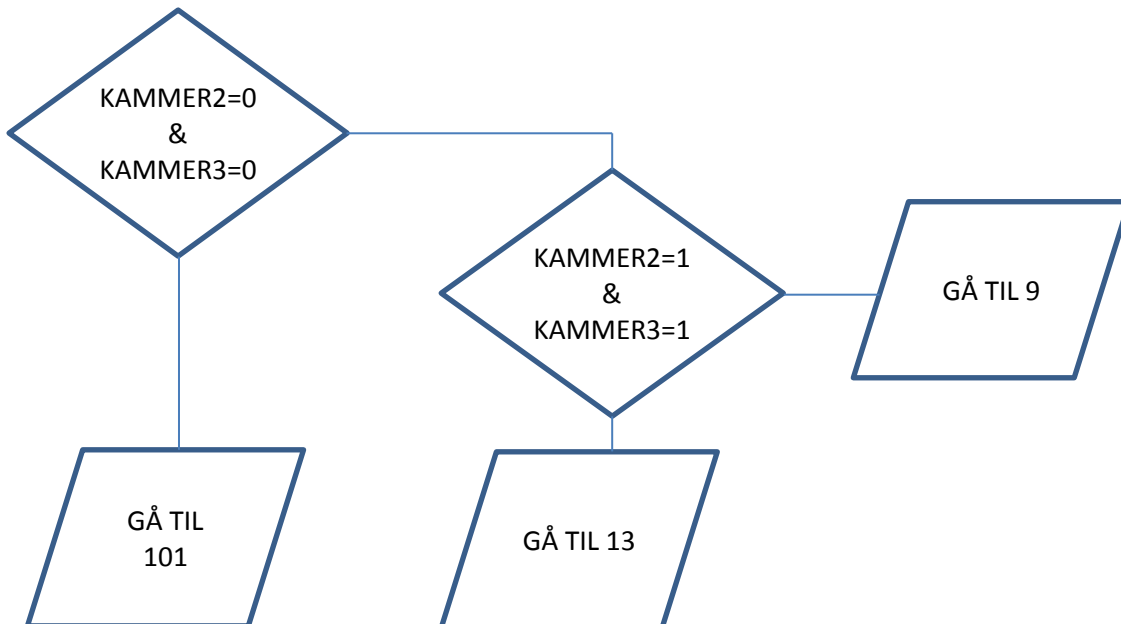 KAMMER2=0
&
KAMMER3=0
KAMMER2=1
&
KAMMER3=1
GÅ TIL 9
GÅ TIL
101
GÅ TIL 13